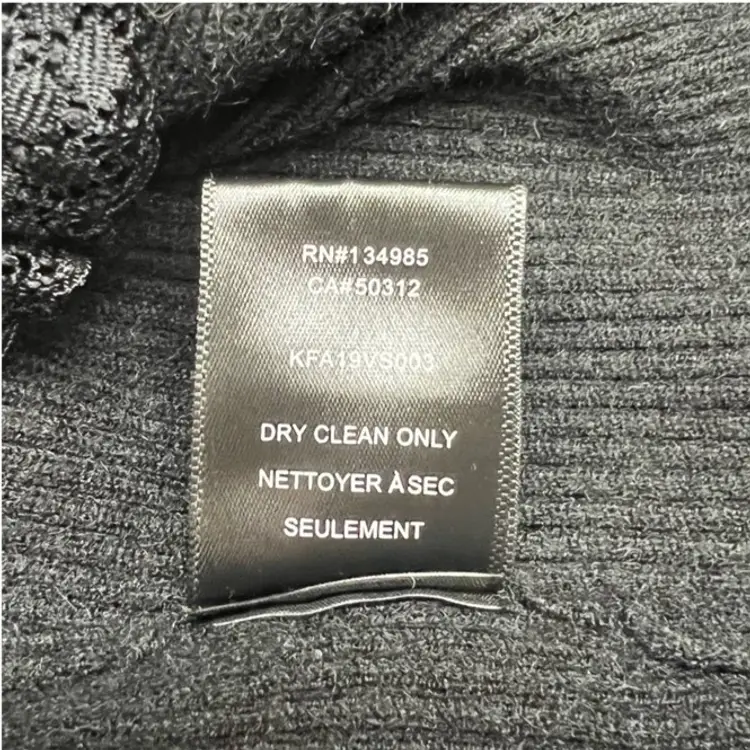 RN#134985
CA#50312
KFA19VS003
DRY CLEAN ONLY
NETTOYER À SEC
SEULEMENT